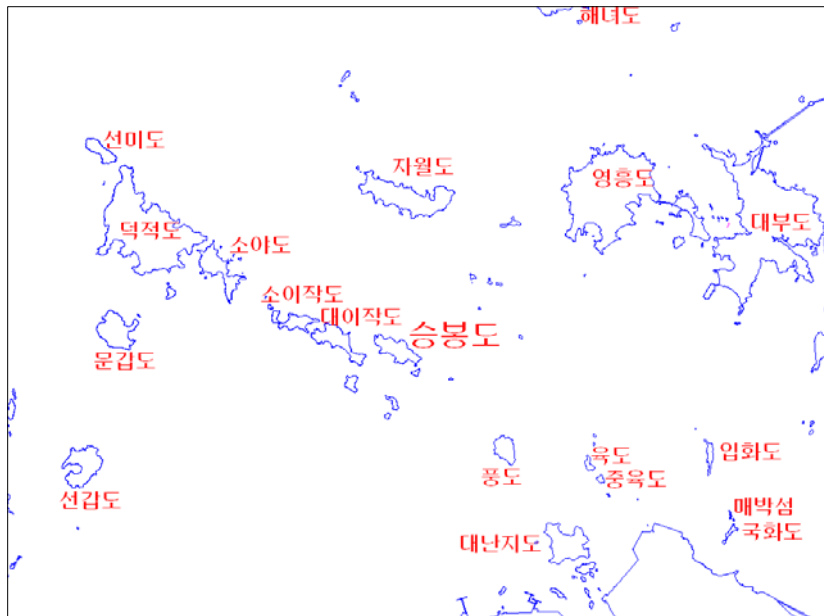 해녀도
선미도
자월도
영흥도
덕적도
소야도
대부도
소이작도
대이작도
승봉도
문갑도
풍도
육도
중육도
입화도
선갑도
매박섬
국화도
대난지도